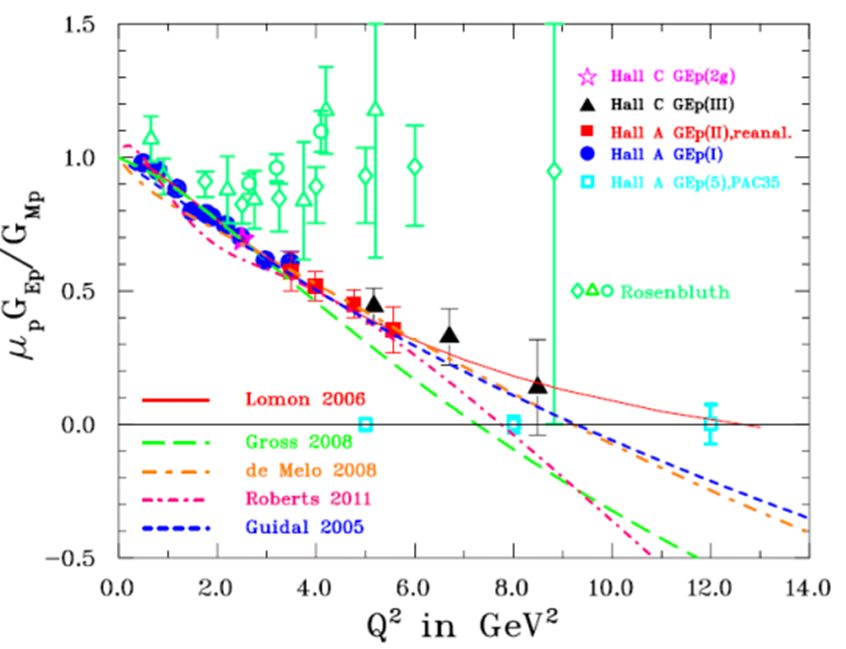 1.5
1.0
0.5
0.0
−0.5
μpGEp/GMp
Hall C GEp(2g)
Hall C GEp(III)
Hall A GEp(II),reanal.
Hall A GEp(I)
Hall A GEp(5),PAC35
Rosenbluth
Lomon 2006
Gross 2008
de Melo 2008
Roberts 2011
Guidal 2005
0.0 2.0 4.0 6.0 8.0 10.0 12.0 14.0
Q² in GeV²